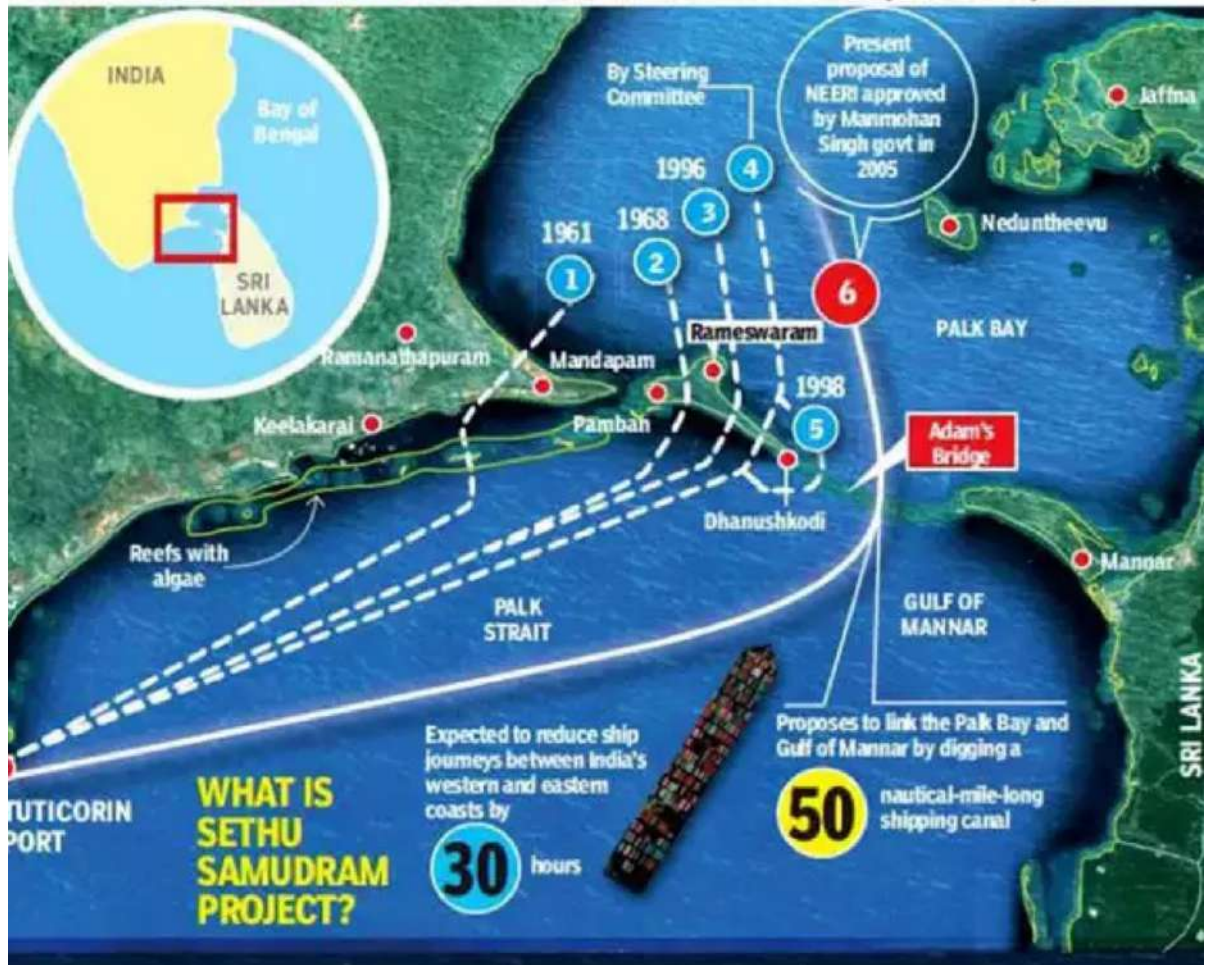 INDIA
Bay of
Bengal
SRI
LANKA
By Steering
Committee
Present
proposal of
NEERI approved
by Manmohan
Singh govt in
2005
Jaffna
Neduntheevu
1961
1
1968
2
1996
3
4
6
PALK BAY
Ramanathapuram
Mandapam
Rameswaram
Keelakarai
Pamban
1998
5
Adam's
Bridge
Dhanushkodi
Reefs with
algae
Mannar
PALK
STRAIT
GULF OF
MANNAR
SRI LANKA
TUTICORIN
PORT
WHAT IS
SETHU
SAMUDRAM
PROJECT?
Expected to reduce ship
journeys between India's
western and eastern
coasts by
30 hours
Proposes to link the Palk Bay and
Gulf of Mannar by digging a
50 nautical-mile-long
shipping canal